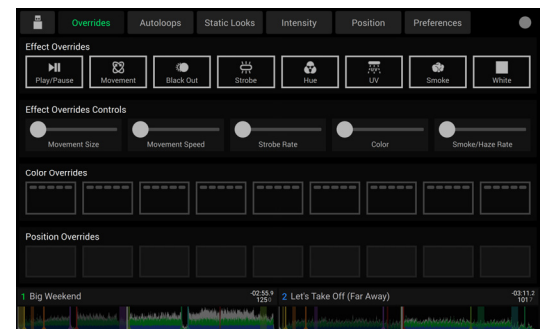 Overrides Autoloops Static Looks Intensity Position Preferences
Effect Overrides
Play/Pause Movement Black Out Strobe Hue UV Smoke White
Effect Overrides Controls
Movement Size Movement Speed Strobe Rate Color Smoke/Haze Rate
Color Overrides
Position Overrides
1 Big Weekend -02:55.9 2 Let's Take Off (Far Away) -03:11.2
125.0 101.7